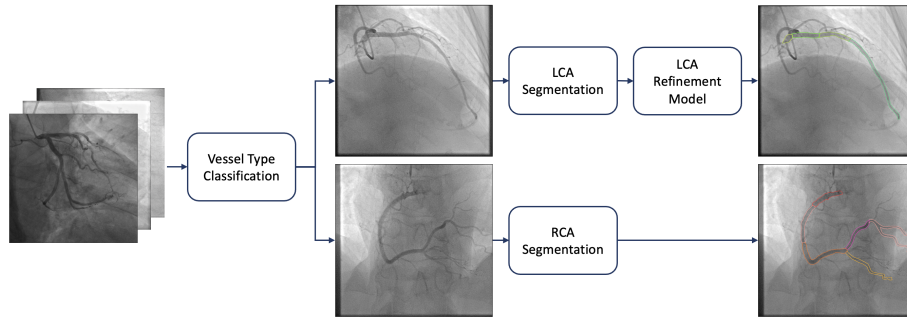 Vessel Type
Classification
LCA
Segmentation
LCA
Refinement
Model
RCA
Segmentation